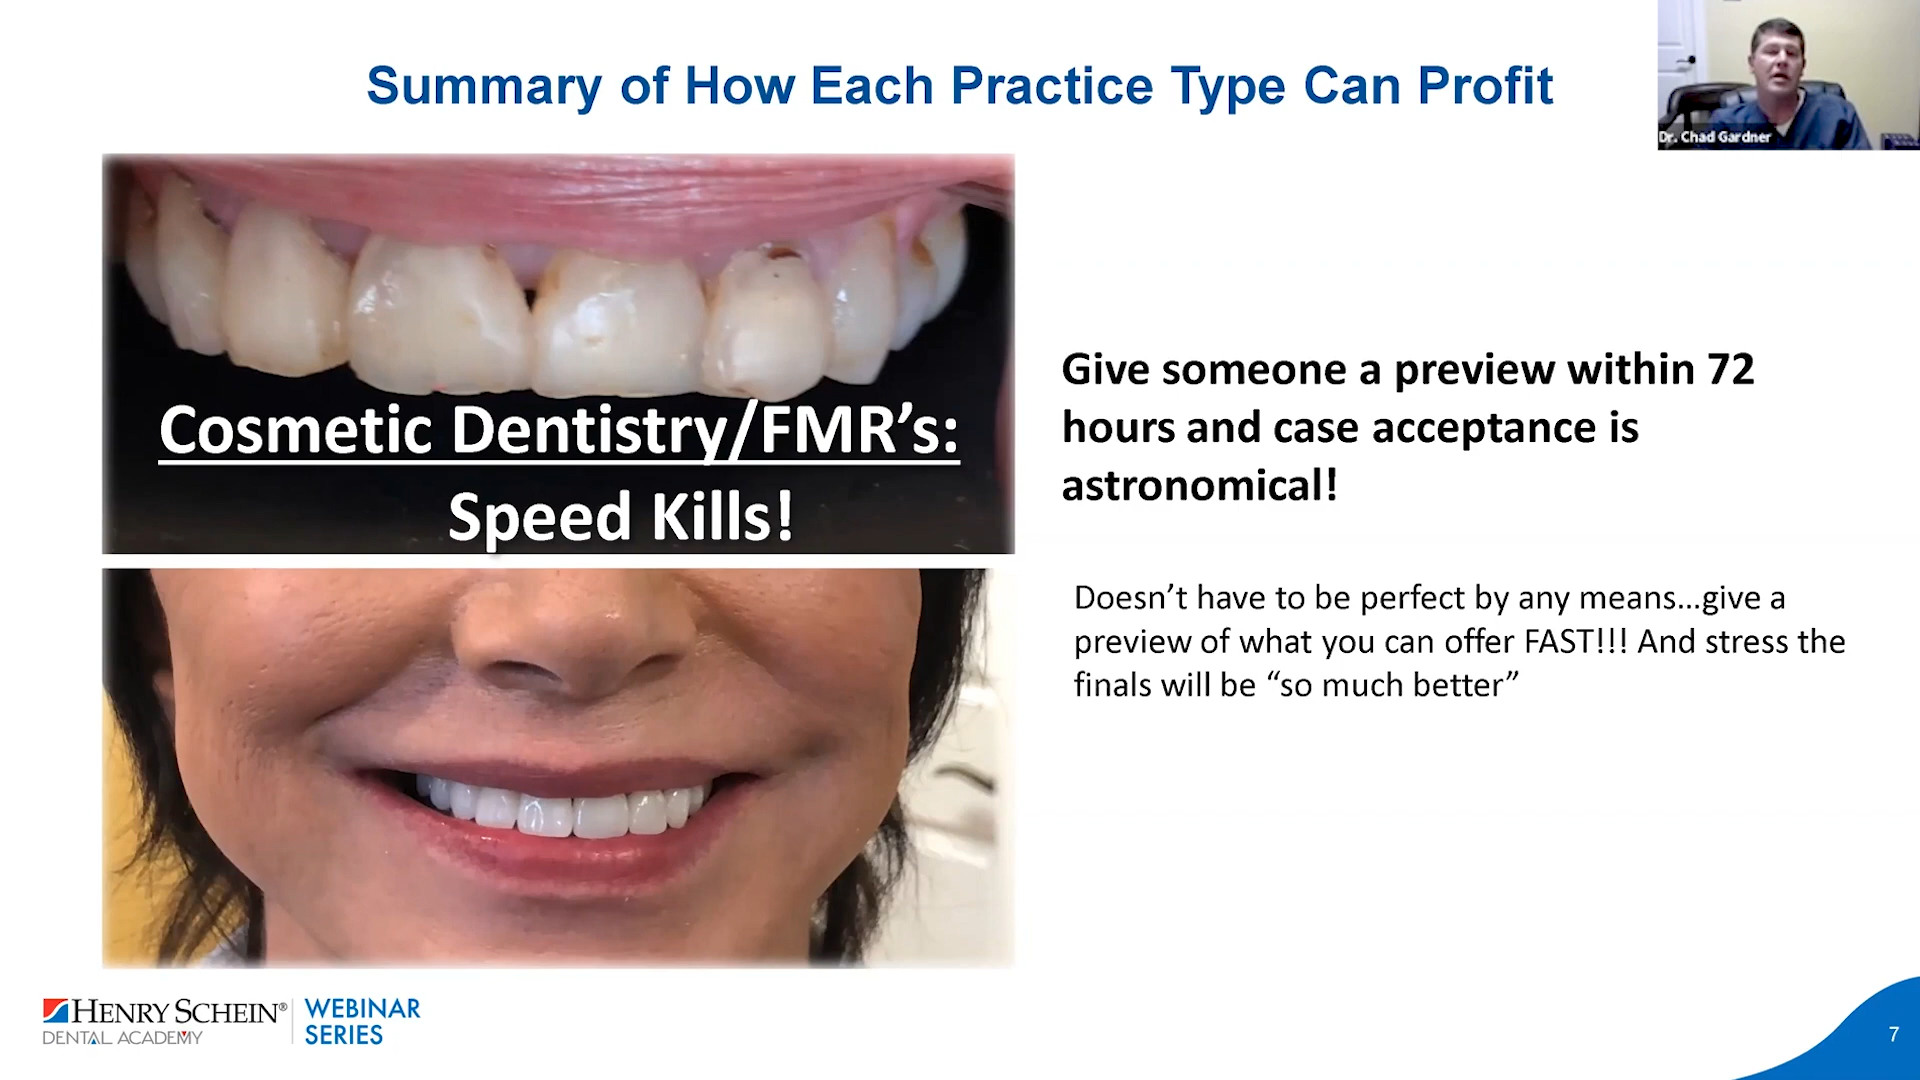 Summary of How Each Practice Type Can Profit
Dr. Chad Gardner
Cosmetic Dentistry/FMR’s:
Speed Kills!
Give someone a preview within 72
hours and case acceptance is
astronomical!
Doesn’t have to be perfect by any means...give a
preview of what you can offer FAST!!! And stress the
finals will be “so much better”
HENRY SCHEIN®
DENTAL ACADEMY
WEBINAR
SERIES
7